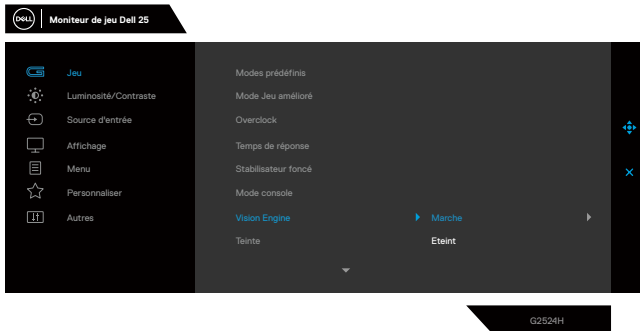 DELL
Moniteur de jeu Dell 25
Jeu
Luminosité/Contraste
Source d'entrée
Affichage
Menu
Personnaliser
Autres
Modes prédéfinis
Mode Jeu amélioré
Overclock
Temps de réponse
Stabilisateur foncé
Mode console
Vision Engine
Marche
Teinte
Eteint
G2524H